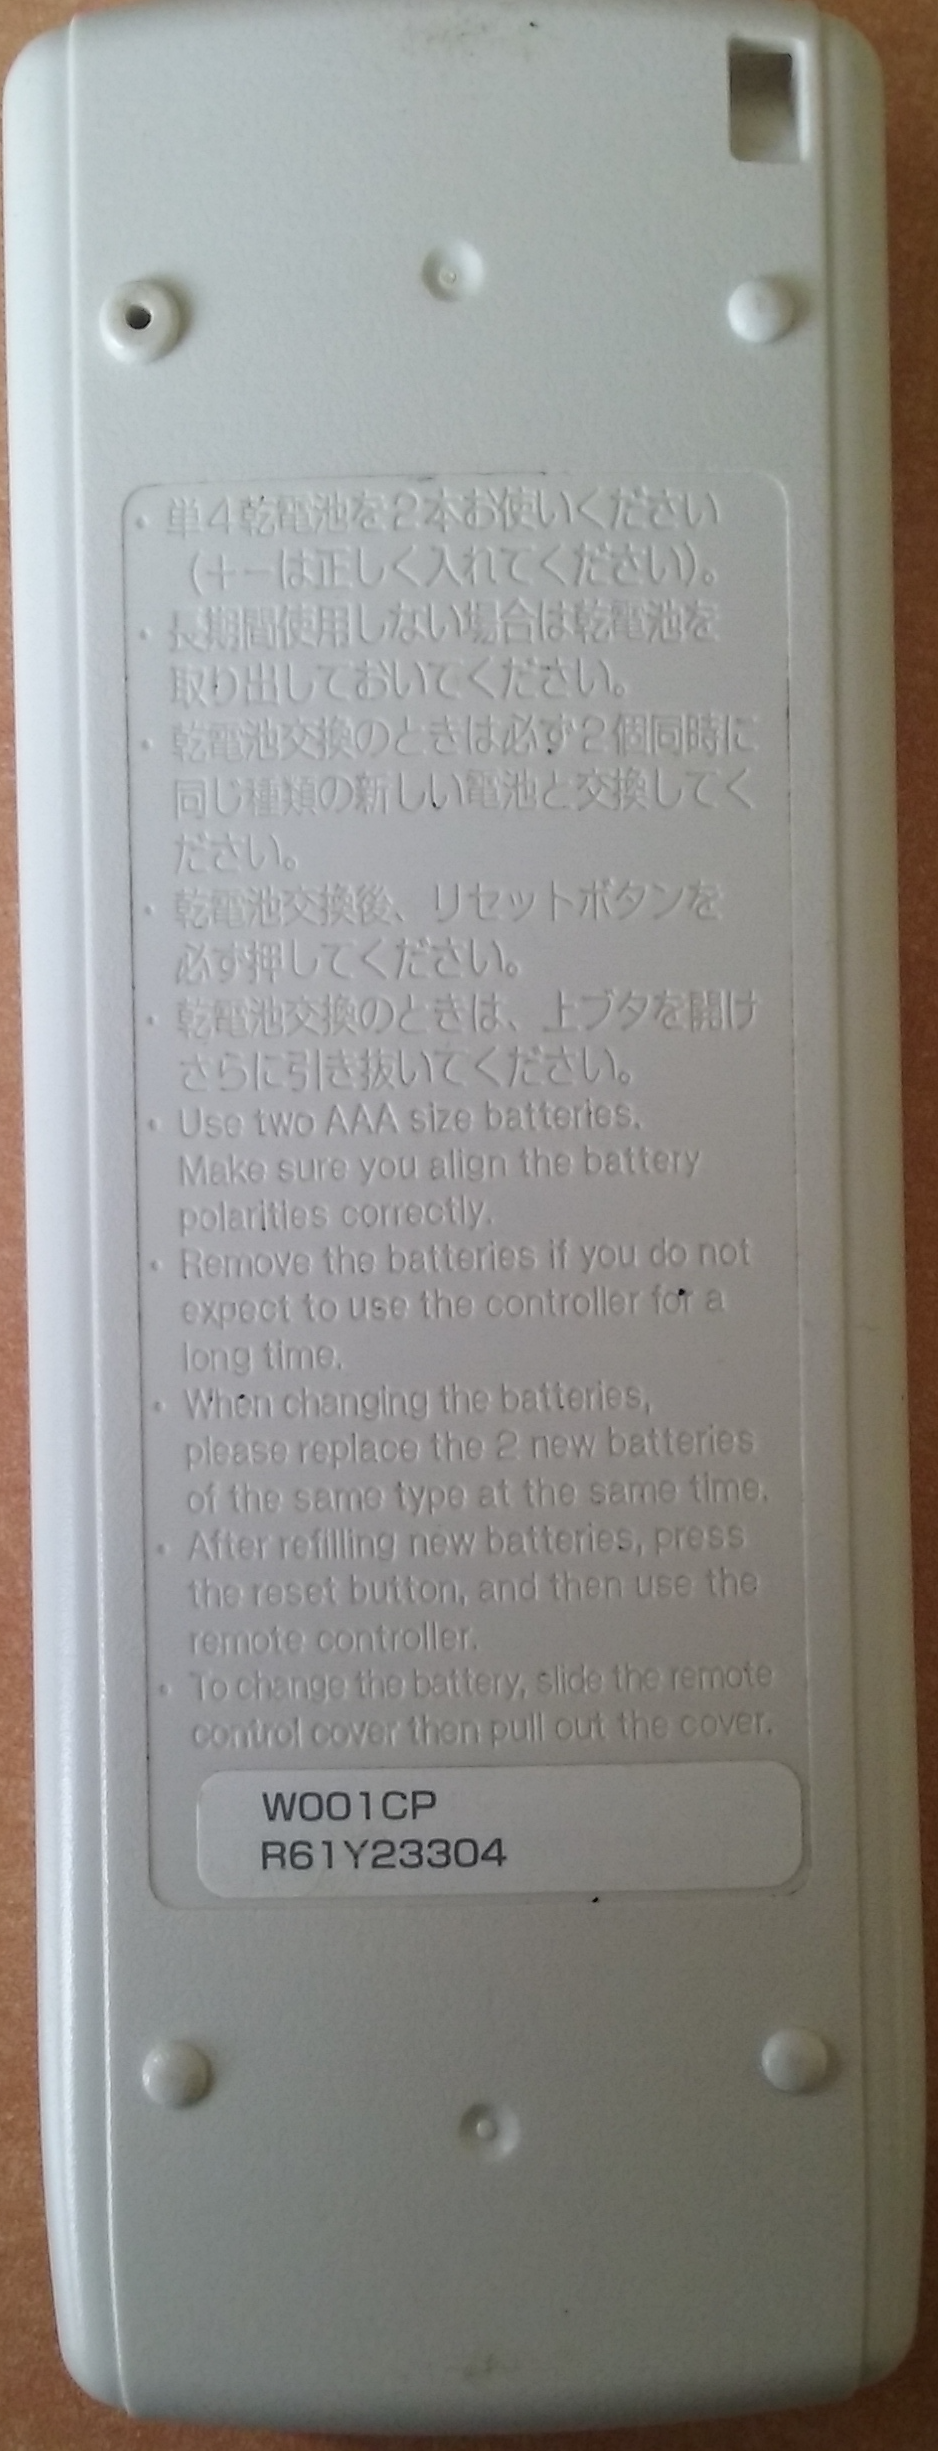 ・単4乾電池を2本お使いください
(+−は正しく入れてください)。
・長期間使用しない場合は乾電池を
取り出しておいてください。
・乾電池交換のときは必ず2個同時に
同じ種類の新しい電池と交換してく
ださい。
・乾電池交換後、リセットボタンを
必ず押してください。
・乾電池交換のときは、上ブタを開け
さらに引き抜いてください。
・Use two AAA size batteries.
Make sure you align the battery
polarities correctly.
・Remove the batteries if you do not
expect to use the controller for a
long time.
・When changing the batteries,
please replace the 2 new batteries
of the same type at the same time.
・After refilling new batteries, press
the reset button, and then use the
remote controller.
・To change the battery, slide the remote
control cover then pull out the cover.
W001CP
R61Y23304